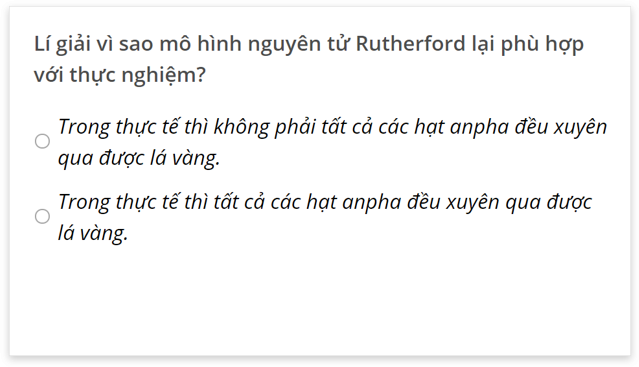 Lí giải vì sao mô hình nguyên tử Rutherford lại phù hợp
với thực nghiệm?
Trong thực tế thì không phải tất cả các hạt anpha đều xuyên
qua được lá vàng.
Trong thực tế thì tất cả các hạt anpha đều xuyên qua được
lá vàng.